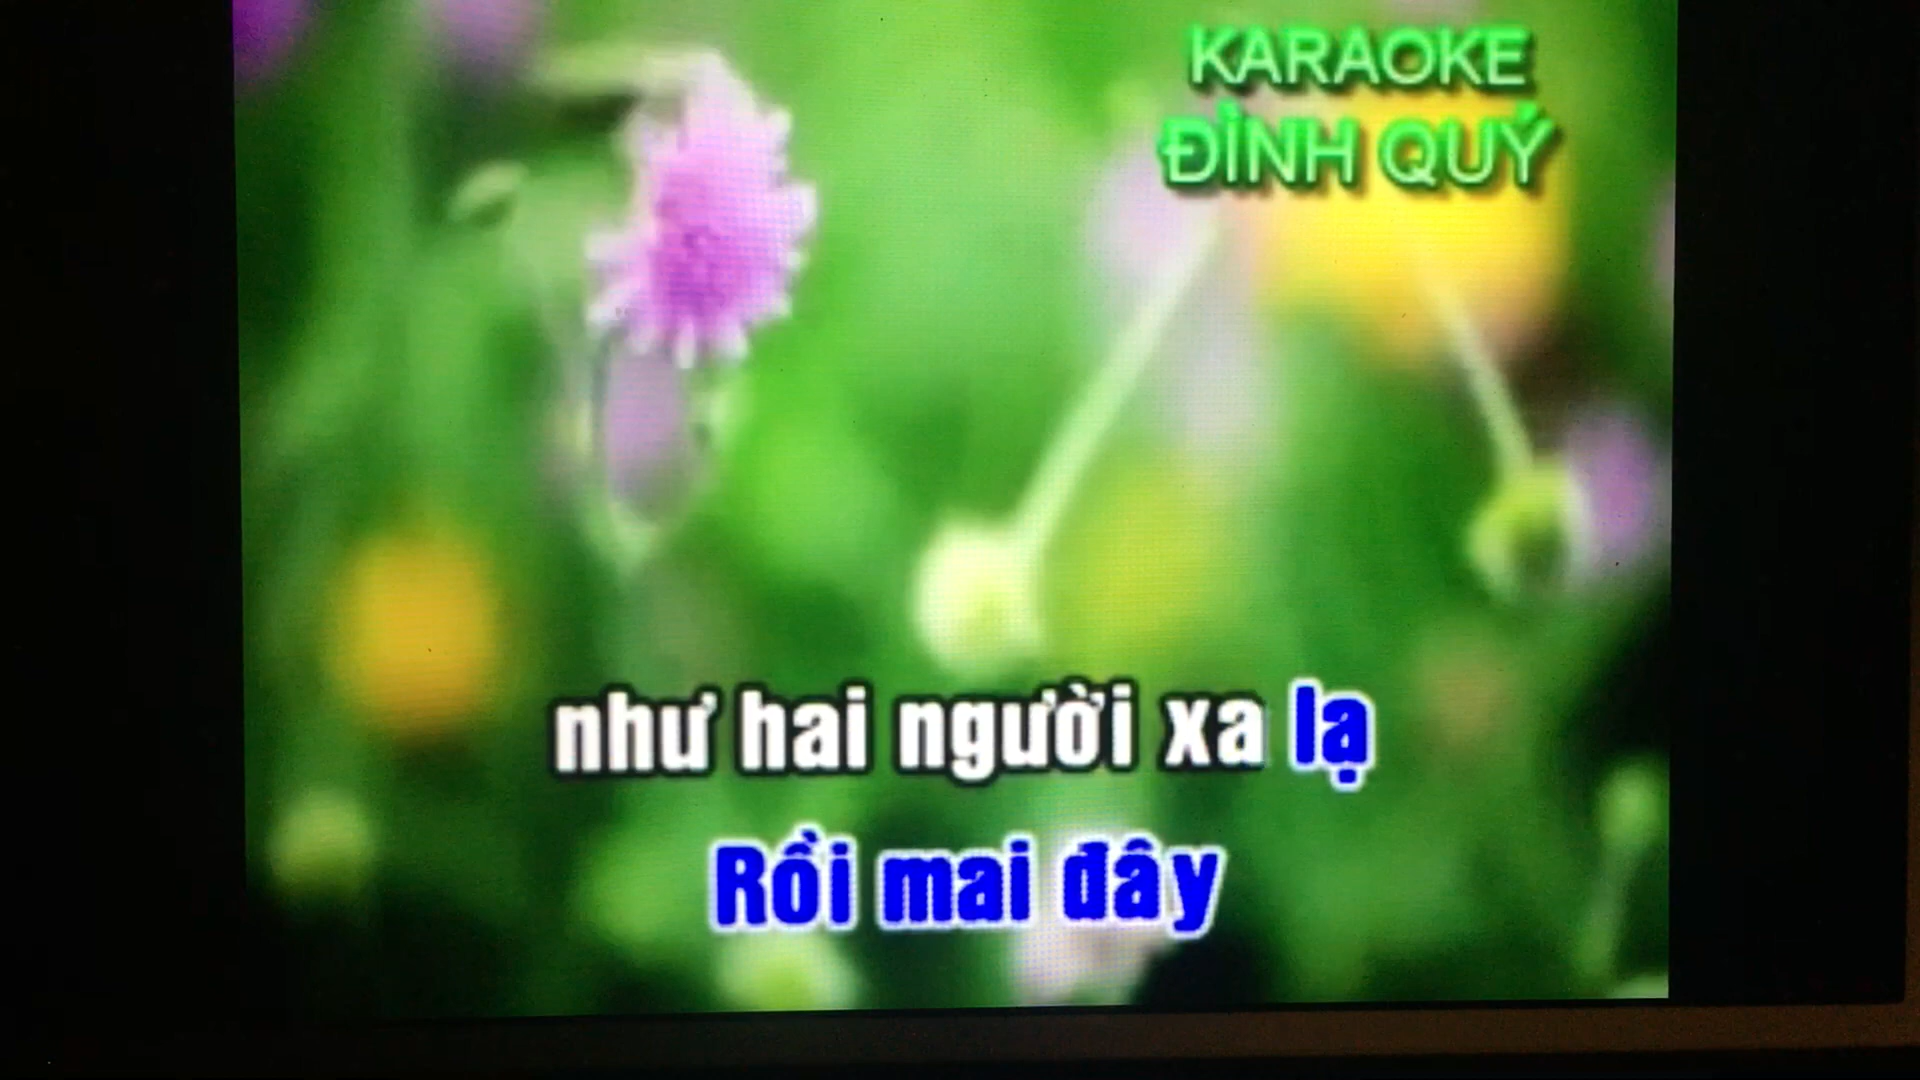 KARAOKE
ĐÌNH QUÝ
như hai người xa lạ
Rồi mai đây